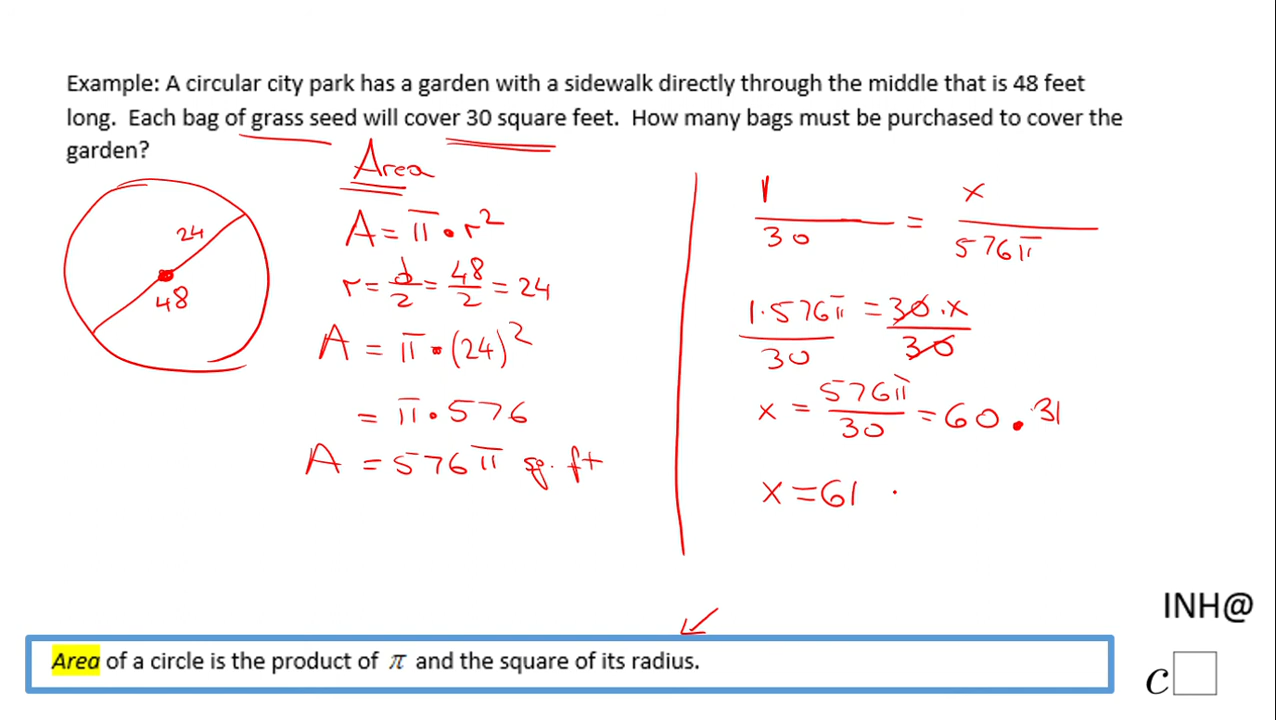 Example: A circular city park has a garden with a sidewalk directly through the middle that is 48 feet
long. Each bag of grass seed will cover 30 square feet. How many bags must be purchased to cover the
garden?
Area
24
48
A = π • r²
r = d/2 = 48/2 = 24
A = π • (24)²
= π • 576
A = 576 π sq. ft
1/30 = x/576π
1·576π/30 = 30·x/30
x = 576π/30 = 60.31
x = 61 .
Area of a circle is the product of π and the square of its radius.
INH@
c